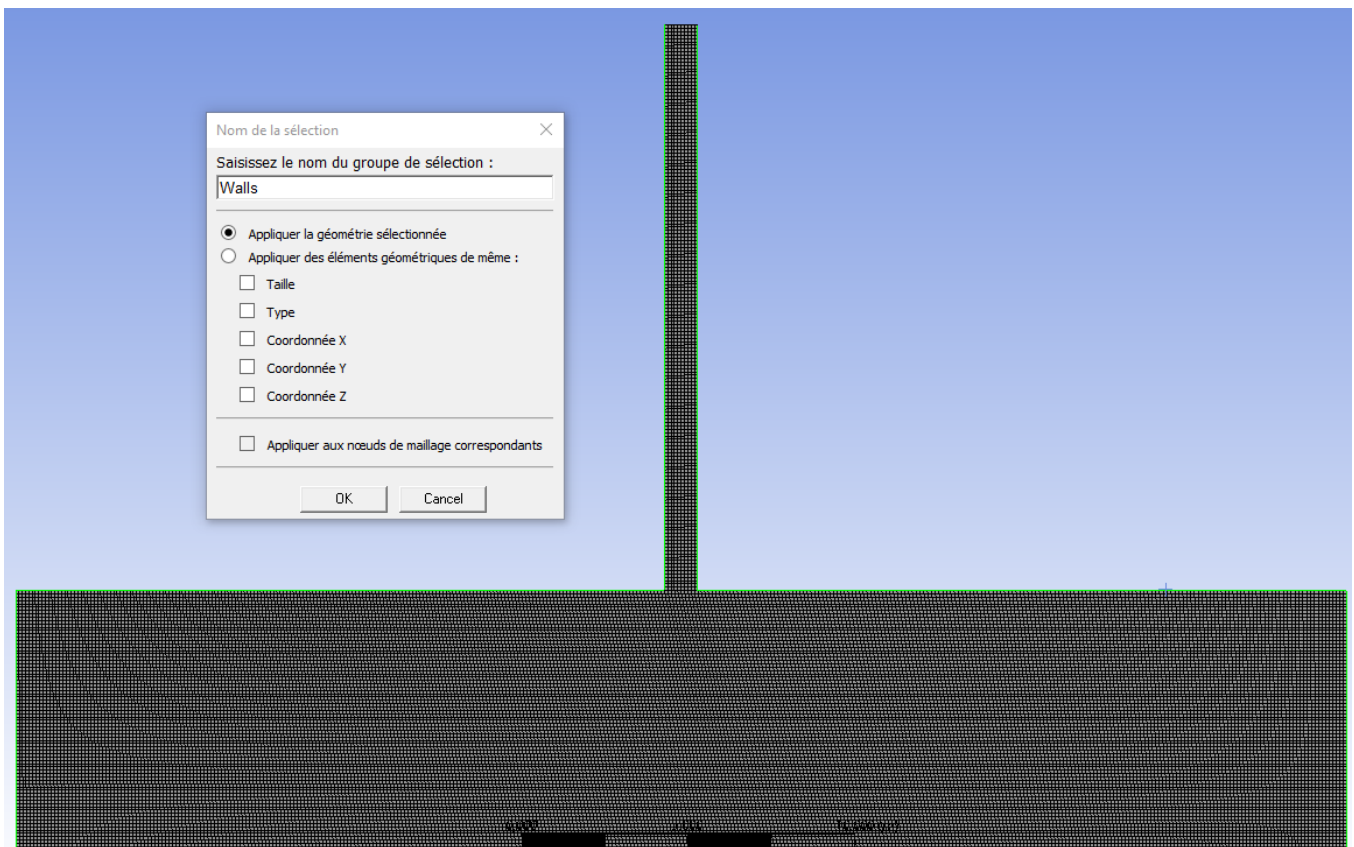 Nom de la sélection
Saisissez le nom du groupe de sélection :
Walls
Appliquer la géométrie sélectionnée
Appliquer des éléments géométriques de même :
Taille
Type
Coordonnée X
Coordonnée Y
Coordonnée Z
Appliquer aux nœuds de maillage correspondants
OK Cancel